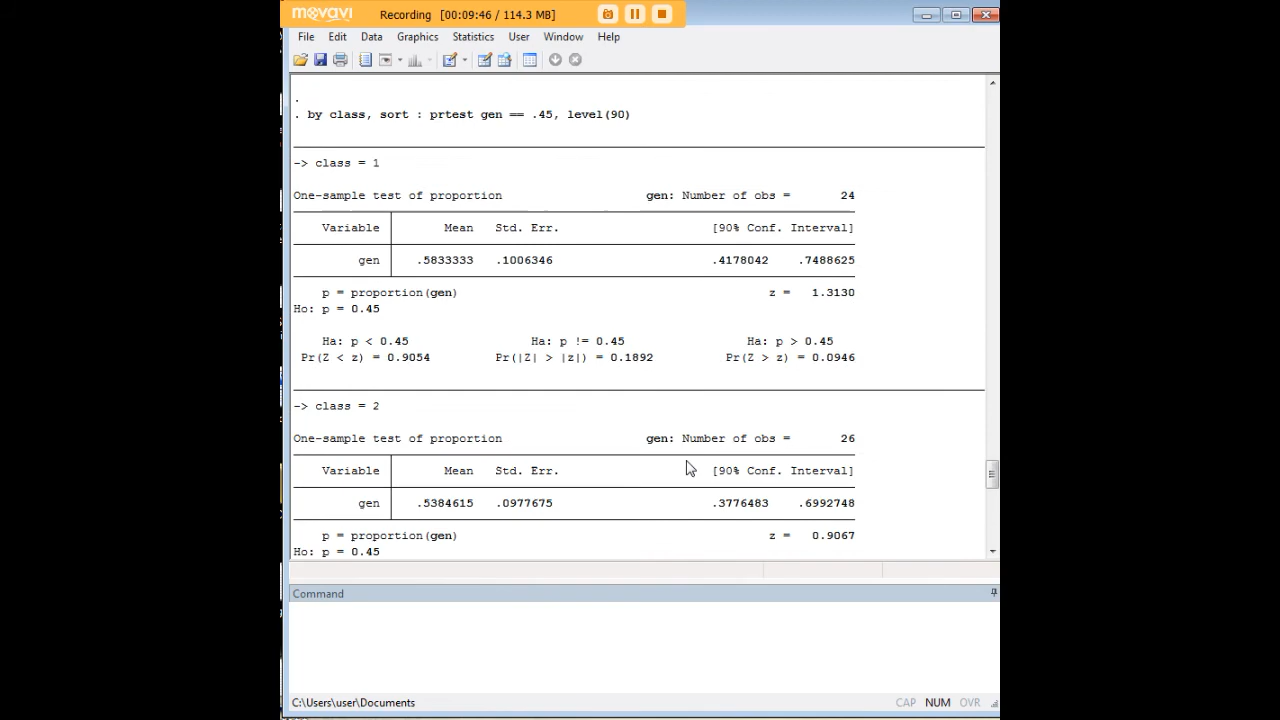 movavi Recording [00:09:46 / 114.3 MB]
File Edit Data Graphics Statistics User Window Help
.
. by class, sort : prtest gen == .45, level(90)
-> class = 1
One-sample test of proportion gen: Number of obs = 24
Variable Mean Std. Err. [90% Conf. Interval]
gen .5833333 .1006346 .4178042 .7488625
p = proportion(gen) z = 1.3130
Ho: p = 0.45
Ha: p < 0.45 Ha: p != 0.45 Ha: p > 0.45
Pr(Z < z) = 0.9054 Pr(|Z| > |z|) = 0.1892 Pr(Z > z) = 0.0946
-> class = 2
One-sample test of proportion gen: Number of obs = 26
Variable Mean Std. Err. [90% Conf. Interval]
gen .5384615 .0977675 .3776483 .6992748
p = proportion(gen) z = 0.9067
Ho: p = 0.45
Command
C:\Users\user\Documents CAP NUM OVR